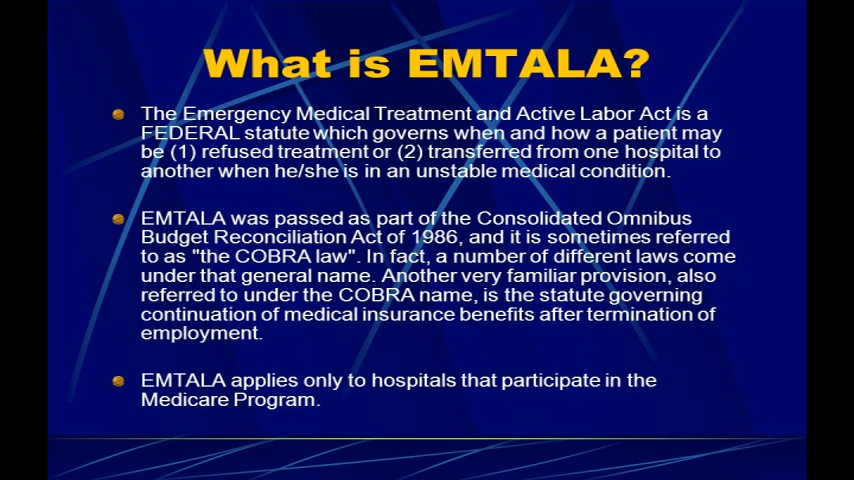 What is EMTALA?
The Emergency Medical Treatment and Active Labor Act is a
FEDERAL statute which governs when and how a patient may
be (1) refused treatment or (2) transferred from one hospital to
another when he/she is in an unstable medical condition.
EMTALA was passed as part of the Consolidated Omnibus
Budget Reconciliation Act of 1986, and it is sometimes referred
to as "the COBRA law". In fact, a number of different laws come
under that general name. Another very familiar provision, also
referred to under the COBRA name, is the statute governing
continuation of medical insurance benefits after termination of
employment.
EMTALA applies only to hospitals that participate in the
Medicare Program.